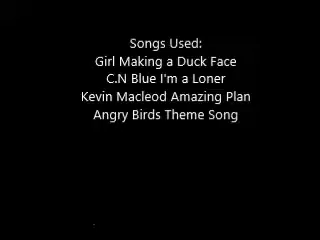 Songs Used:
Girl Making a Duck Face
C.N Blue I'm a Loner
Kevin Macleod Amazing Plan
Angry Birds Theme Song